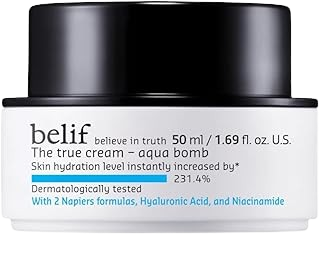 belif believe in truth 50 ml / 1.69 fl. oz. U.S.
The true cream – aqua bomb
Skin hydration level instantly increased by*
231.4%
Dermatologically tested
With 2 Napiers formulas, Hyaluronic Acid, and Niacinamide